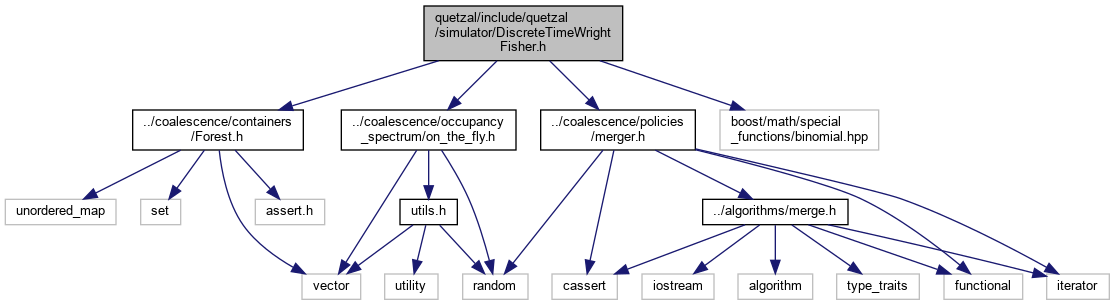 quetzal/include/quetzal
/simulator/DiscreteTimeWright
Fisher.h
../coalescence/containers
/Forest.h
../coalescence/occupancy
_spectrum/on_the_fly.h
../coalescence/policies
/merger.h
boost/math/special
_functions/binomial.hpp
unordered_map
set
assert.h
utils.h
../algorithms/merge.h
vector
utility
random
cassert
iostream
algorithm
type_traits
functional
iterator